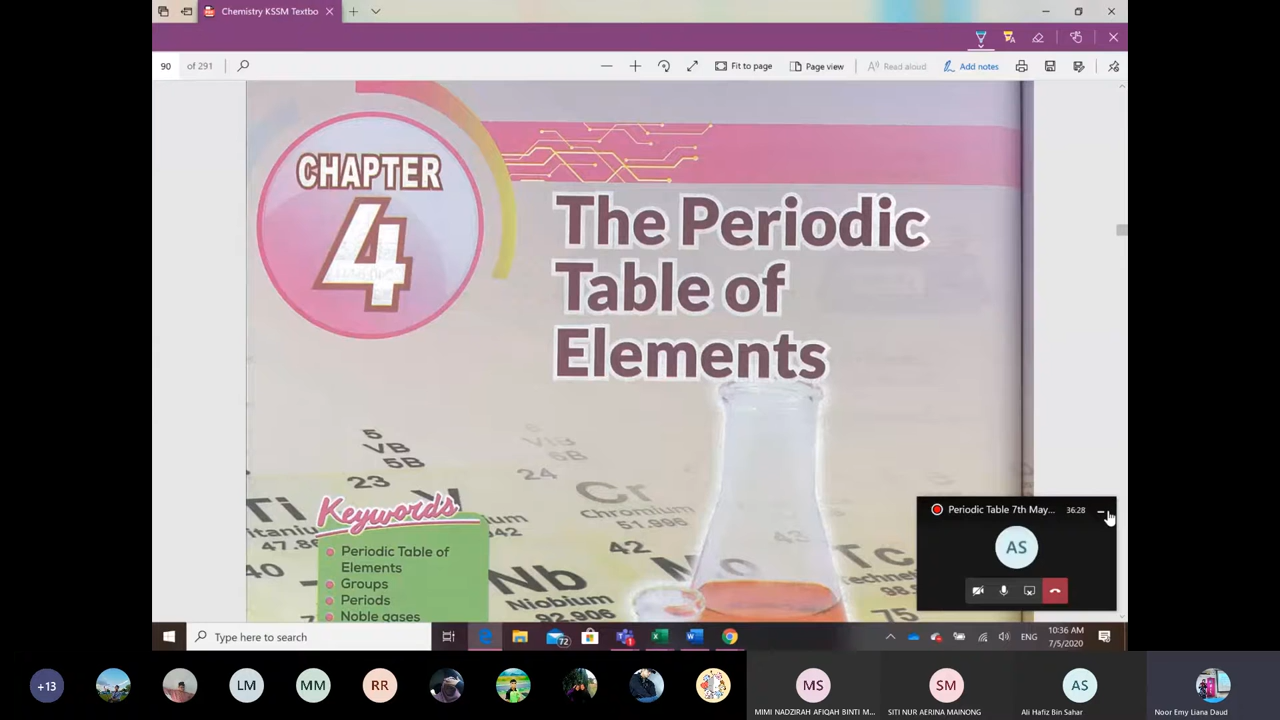 Chemistry KSSM Textbo
90 of 291
Fit to page
Page view
Read aloud
Add notes
CHAPTER
4
The Periodic
Table of
Elements
5
VB
5B
23
24
Cr
Chromium
51.996
Ti
42
40
Keywords
Periodic Table of
Elements
Groups
Periods
Noble gases
Nb
Niobium
92.906
Tc
75
Periodic Table 7th May...
36:28
AS
Type here to search
72
ENG
10:36 AM
7/5/2020
+13
LM
MM
RR
MS
MIMI NADZIRAH AFIQAH BINTI M...
SM
SITI NUR AERINA MAINONG
AS
Ali Hafiz Bin Sahar
Noor Emy Liana Daud